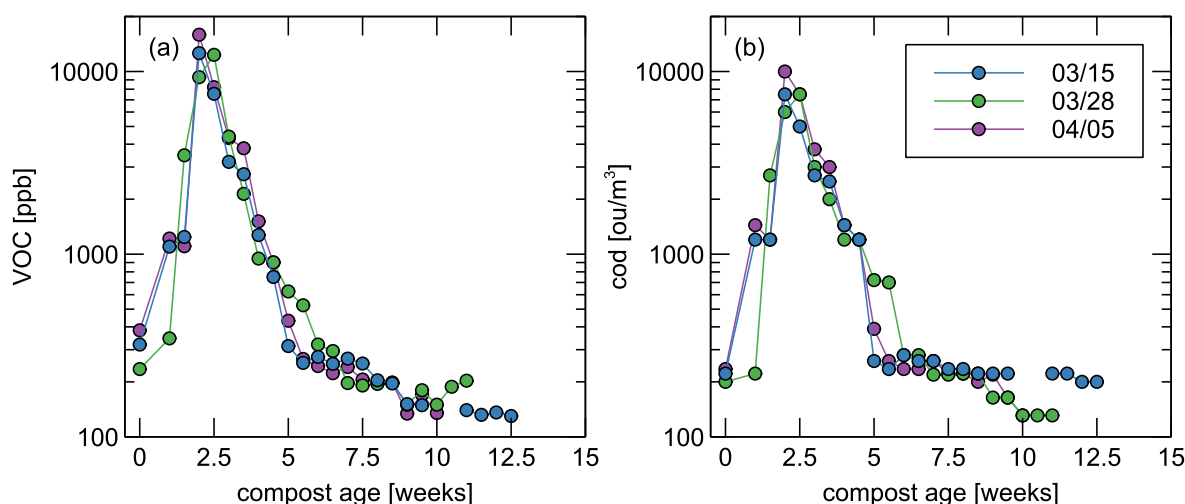 (a)
VOC [ppb]
10000
1000
100
0 2.5 5 7.5 10 12.5 15
compost age [weeks]
(b)
cod [ou/m³]
10000
1000
100
0 2.5 5 7.5 10 12.5 15
compost age [weeks]
03/15
03/28
04/05